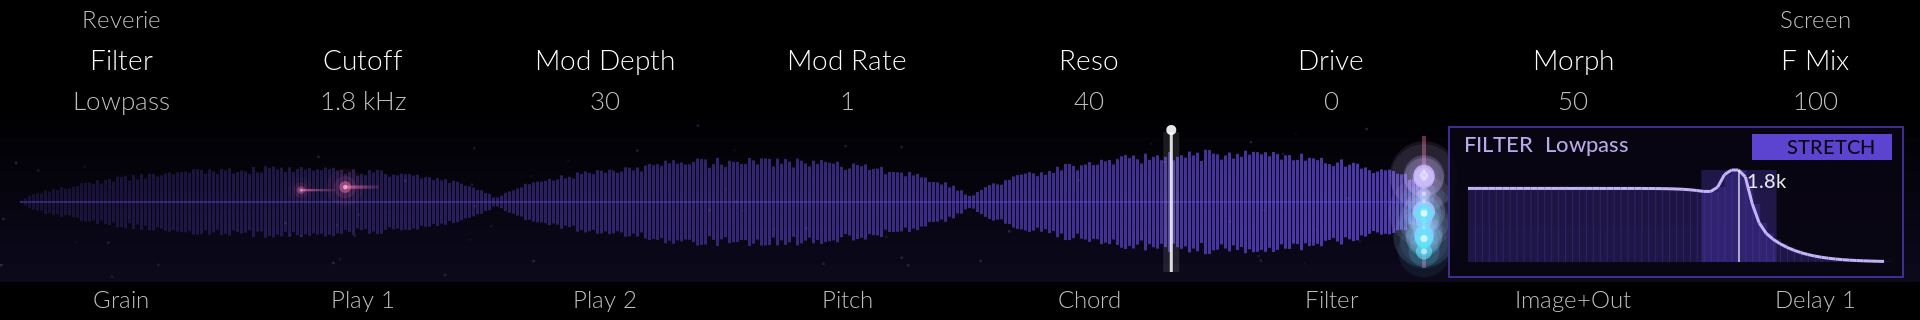 Reverie Screen
Filter Cutoff Mod Depth Mod Rate Reso Drive Morph F Mix
Lowpass 1.8 kHz 30 1 40 0 50 100
FILTER Lowpass STRETCH
1.8k
Grain Play 1 Play 2 Pitch Chord Filter Image+Out Delay 1